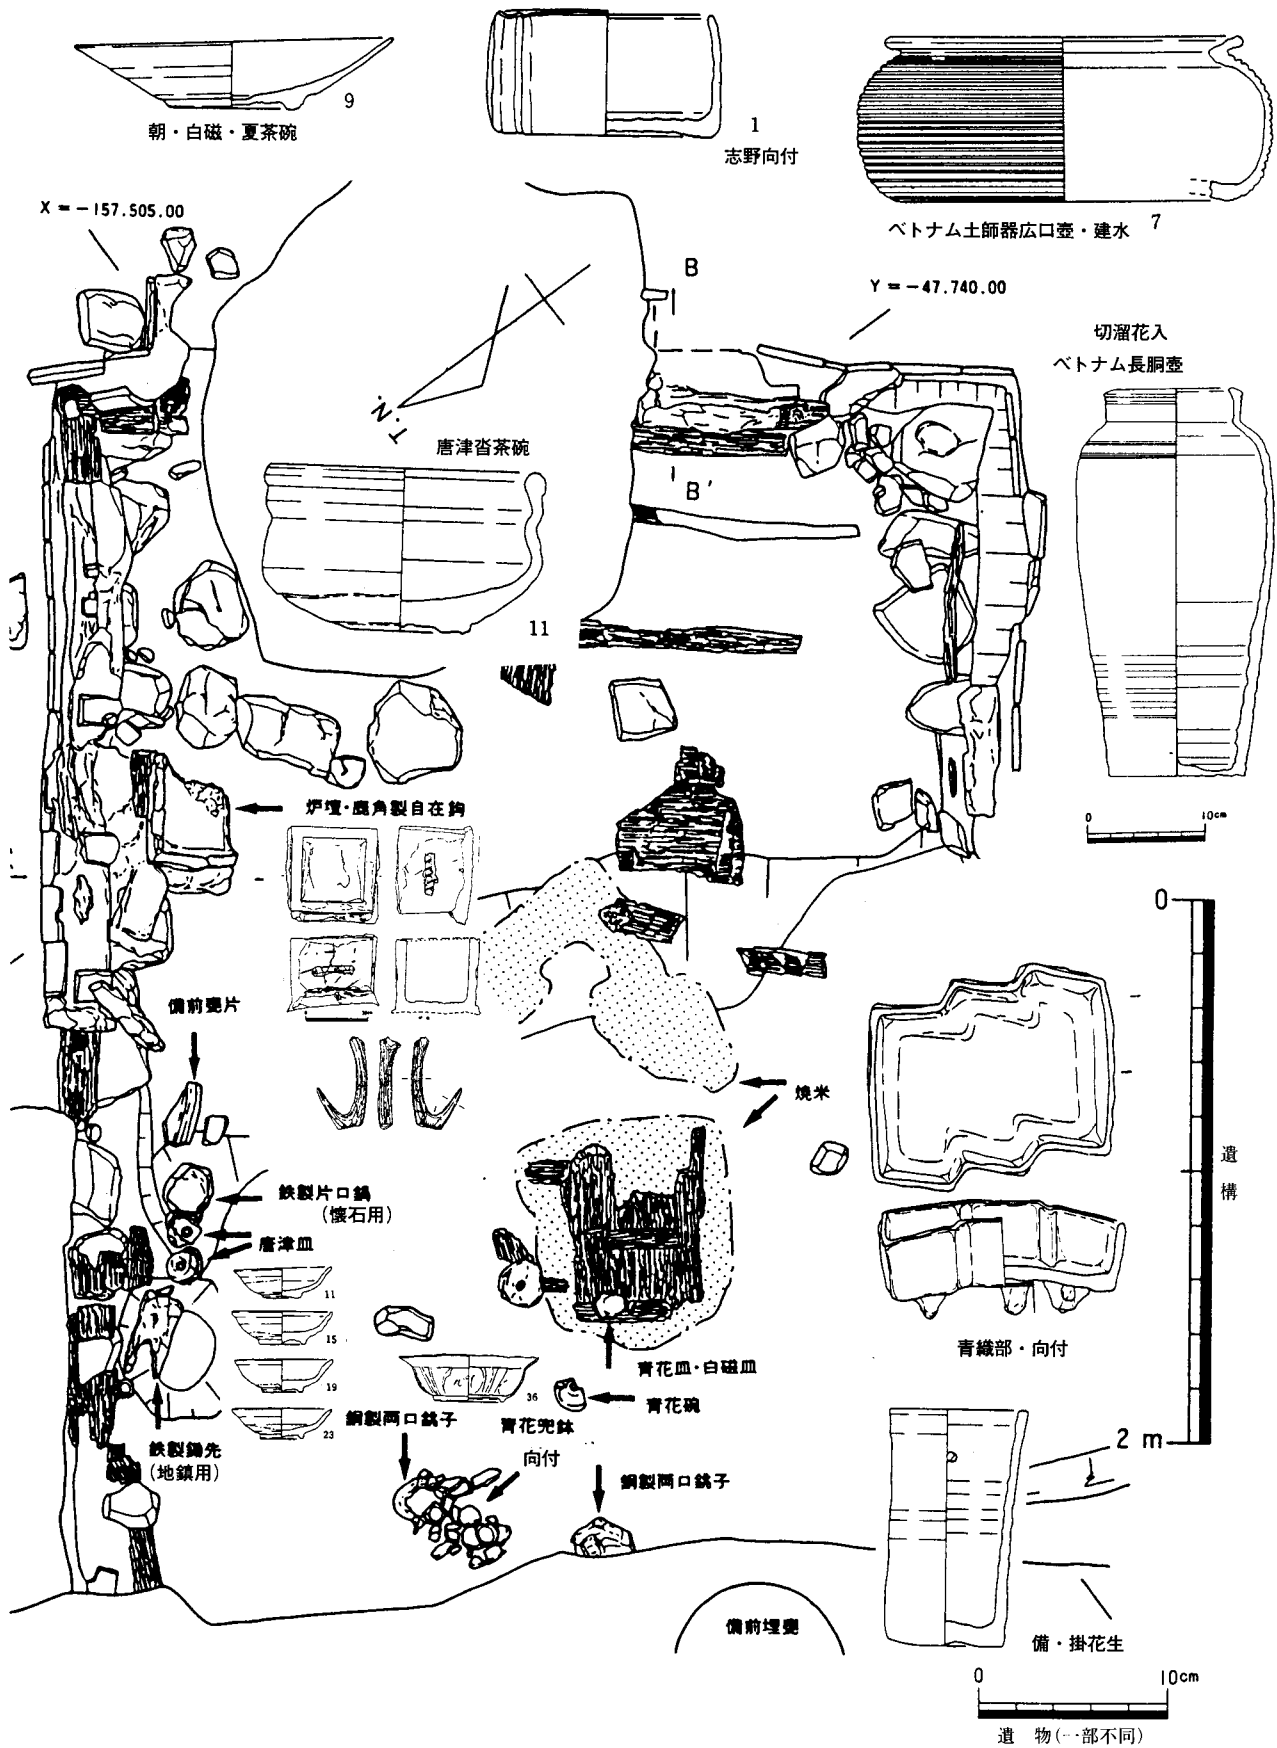 9
朝・白磁・夏茶碗
1
志野向付
7
ベトナム土師器広口壺・建水
X=-157.505.00
B
Y=-47.740.00
切溜花入
ベトナム長胴壺
T.N.
唐津沓茶碗
B'
11
炉壇・鹿角製自在鉤
0 10cm
0
備前甕片
焼米
遺構
鉄製片口鍋
(懐石用)
唐津皿
11
15
19
23
36
青花皿・白磁皿
青花碗
青織部・向付
銅製両口銚子
青花兜鉢
向付
2m
鉄製鋤先
(地鎮用)
銅製両口銚子
備前埋甕
備・掛花生
0 10cm
遺 物(一部不同)